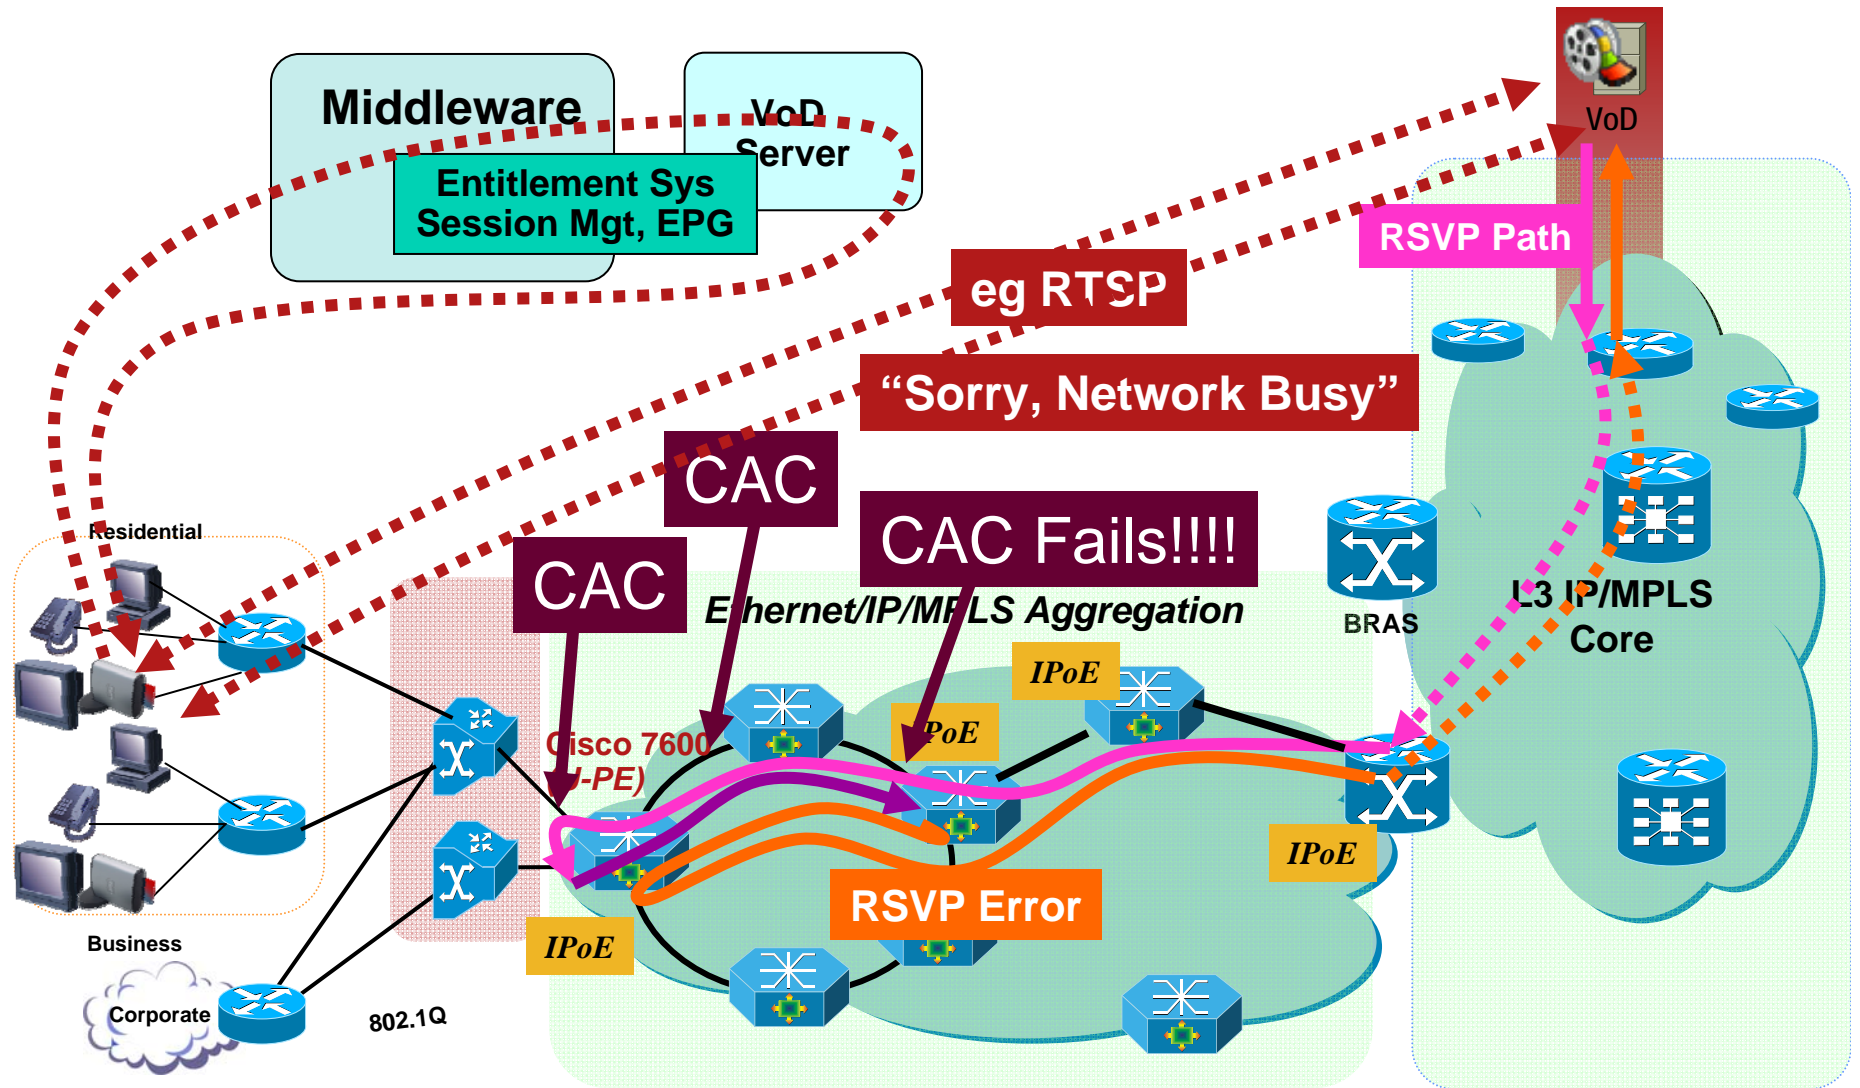 Middleware
VoD
Server
Entitlement Sys
Session Mgt, EPG
VoD
RSVP Path
eg RTSP
“Sorry, Network Busy”
CAC
CAC
CAC Fails!!!!
Residential
Ethernet/IP/MPLS Aggregation
BRAS
L3 IP/MPLS
Core
IPoE
IPoE
Cisco 7600
(U-PE)
IPoE
RSVP Error
IPoE
Business
Corporate
802.1Q